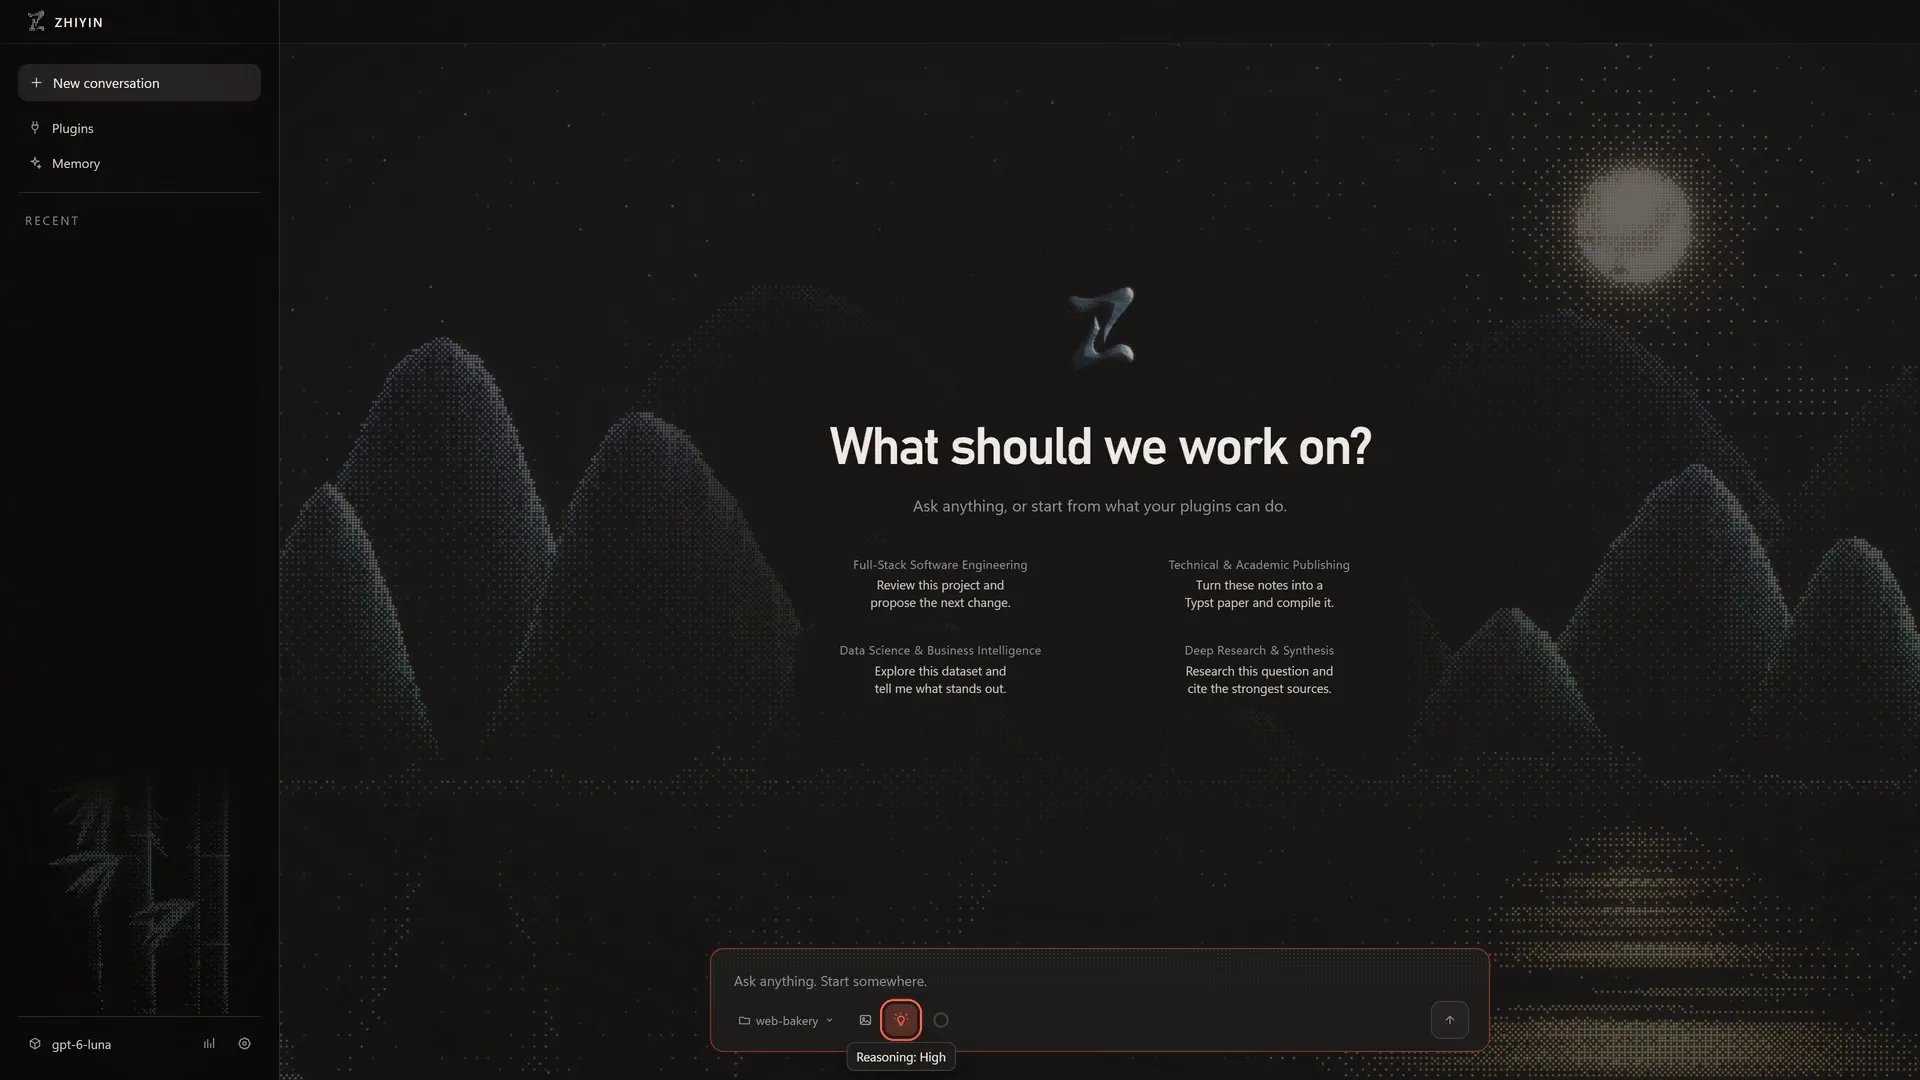 ZHIYIN
New conversation
Plugins
Memory
RECENT
gpt-6-luna
What should we work on?
Ask anything, or start from what your plugins can do.
Full-Stack Software Engineering
Review this project and
propose the next change.
Technical & Academic Publishing
Turn these notes into a
Typst paper and compile it.
Data Science & Business Intelligence
Explore this dataset and
tell me what stands out.
Deep Research & Synthesis
Research this question and
cite the strongest sources.
Ask anything. Start somewhere.
web-bakery
Reasoning: High